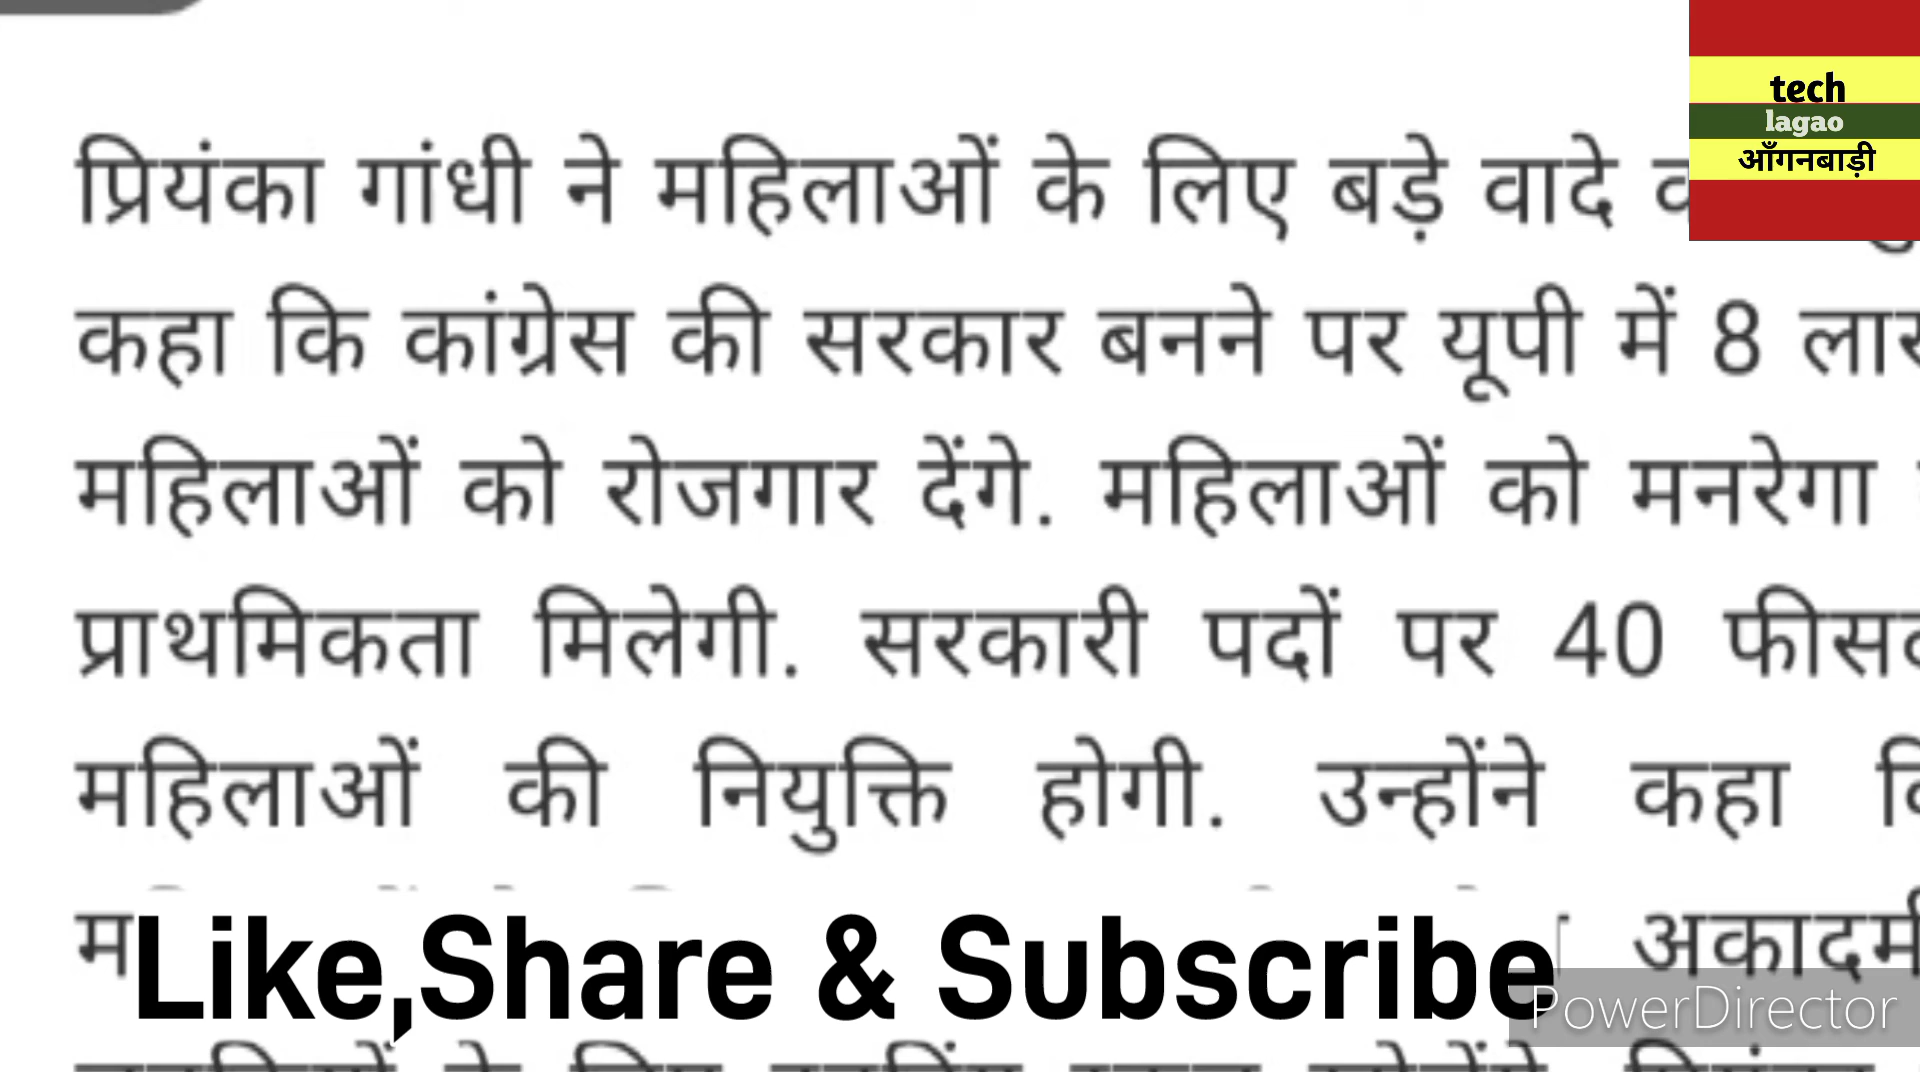 प्रियंका गांधी ने महिलाओं के लिए बड़े वादे
कहा कि कांग्रेस की सरकार बनने पर यूपी में 8
महिलाओं को रोजगार देंगे. महिलाओं को मनरेगा
प्राथमिकता मिलेगी. सरकारी पदों पर 40
महिलाओं की नियुक्ति होगी. उन्होंने कहा
tech
lagao
आँगनबाड़ी
Like,Share & Subscribe
PowerDirector